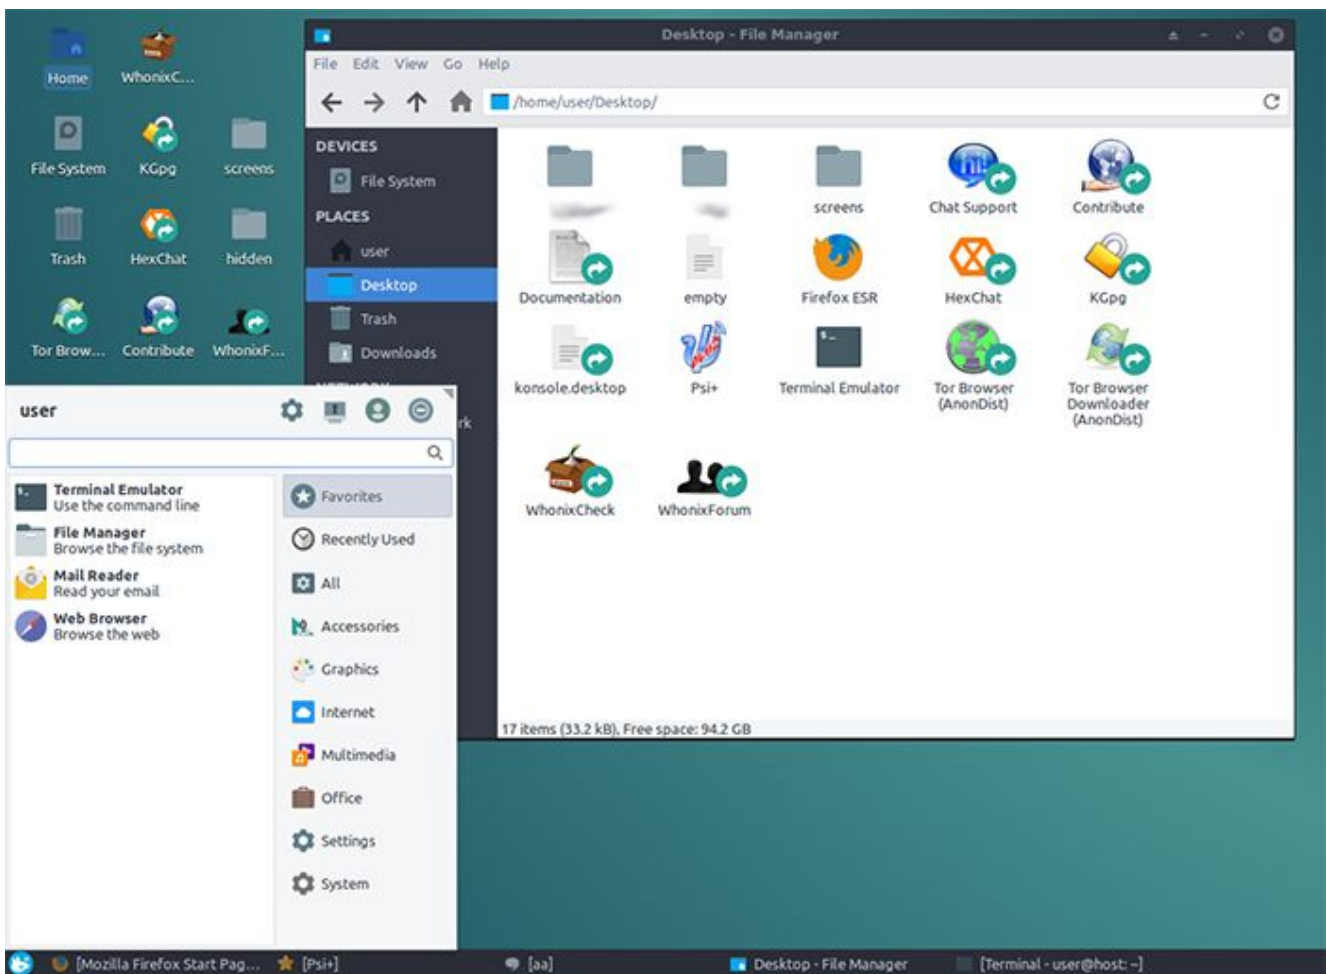 Home
WhonixC...
File System
KGpg
screens
Trash
HexChat
hidden
Tor Brow...
Contribute
WhonixF...
Desktop - File Manager
File Edit View Go Help
/home/user/Desktop/
DEVICES
File System
PLACES
user
Desktop
Trash
Downloads
screens
Chat Support
Contribute
Documentation
empty
Firefox ESR
HexChat
KGpg
konsole.desktop
Psi+
Terminal Emulator
Tor Browser
(AnonDist)
Tor Browser
Downloader
(AnonDist)
WhonixCheck
WhonixForum
17 items (33.2 kB), Free space: 94.2 GB
user
Terminal Emulator
Use the command line
File Manager
Browse the file system
Mail Reader
Read your email
Web Browser
Browse the web
Favorites
Recently Used
All
Accessories
Graphics
Internet
Multimedia
Office
Settings
System
[Mozilla Firefox Start Pag...
[Psi+]
[aa]
Desktop - File Manager
[Terminal - user@host: ~]